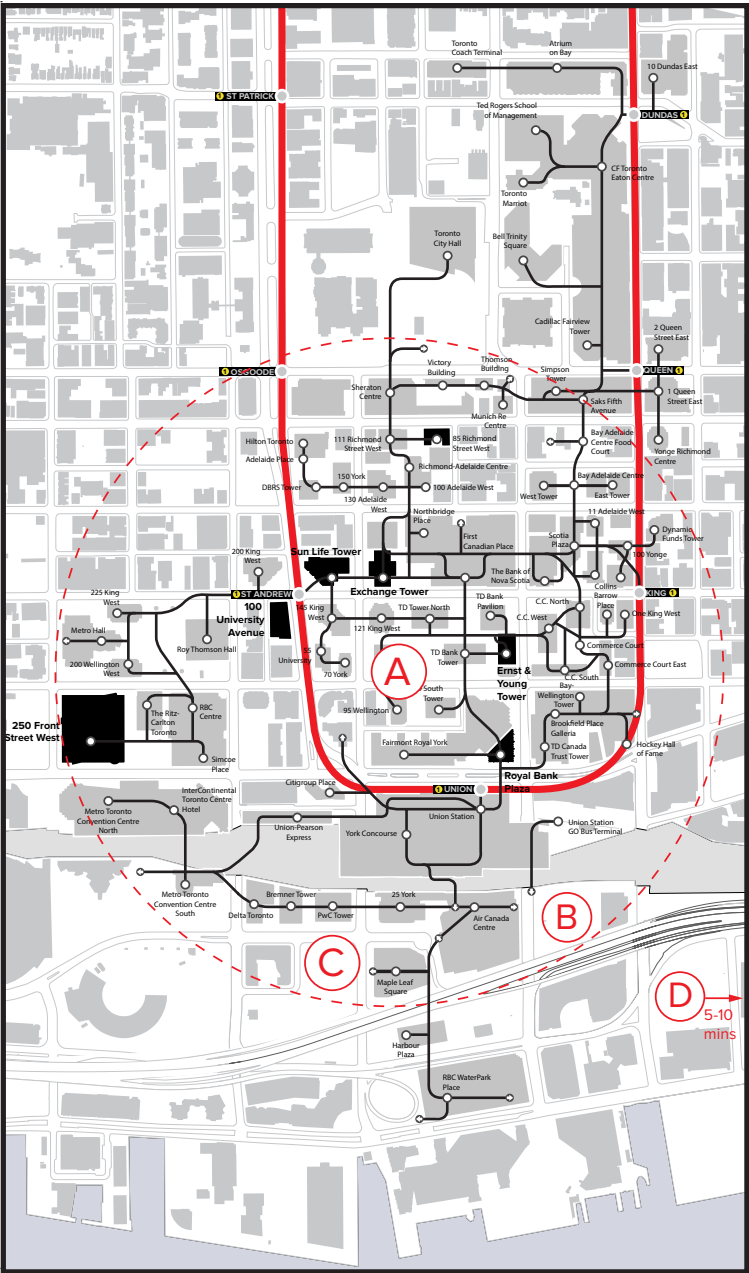 Toronto
Coach Terminal
Atrium
on Bay
10 Dundas East
1 ST PATRICK
Ted Rogers School
of Management
DUNDAS 1
CF Toronto
Eaton Centre
Toronto
Marriot
Toronto
City Hall
Bell Trinity
Square
Cadillac Fairview
Tower
2 Queen
Street East
1 OSGOODE
Victory
Building
Thomson
Building
Simpson
Tower
QUEEN 1
Sheraton
Centre
Saks Fifth
Avenue
1 Queen
Street East
Munich Re
Centre
Hilton Toronto
111 Richmond
Street West
85 Richmond
Street West
Bay Adelaide
Centre Food
Court
Yonge Richmond
Centre
Adelaide Place
Richmond-Adelaide Centre
DBRS Tower
150 York
130 Adelaide
West
100 Adelaide West
Bay Adelaide Centre
West Tower
East Tower
Northbridge
Place
11 Adelaide West
First
Canadian Place
Scotia
Plaza
Dynamic
Funds Tower
200 King
West
Sun Life Tower
100 Yonge
The Bank of
Nova Scotia
Exchange Tower
Collins
Barrow
Place
1 ST ANDREW
KING 1
225 King
West
100
University
Avenue
145 King
West
TD Tower North
TD Bank
Pavilion
C.C. North
One King West
121 King West
C.C. West
Metro Hall
Roy Thomson Hall
55
University
TD Bank
Tower
Commerce Court
200 Wellington
West
70 York
A
Ernst &
Young
Tower
C.C. South
Commerce Court East
South
Tower
Bay-
Wellington
Tower
The Ritz-
Carlton
Toronto
RBC
Centre
95 Wellington
250 Front
Street West
Brookfield Place
Galleria
Fairmont Royal York
TD Canada
Trust Tower
Hockey Hall
of Fame
Simcoe
Place
Royal Bank
Plaza
Citigroup Place
1 UNION
InterContinental
Toronto Centre
Hotel
Metro Toronto
Convention Centre
North
Union-Pearson
Express
York Concourse
Union Station
Union Station
GO Bus Terminal
Metro Toronto
Convention Centre
South
Delta Toronto
Bremner Tower
PwC Tower
25 York
Air Canada
Centre
B
C
Maple Leaf
Square
D
5-10
mins
Harbour
Plaza
RBC WaterPark
Place